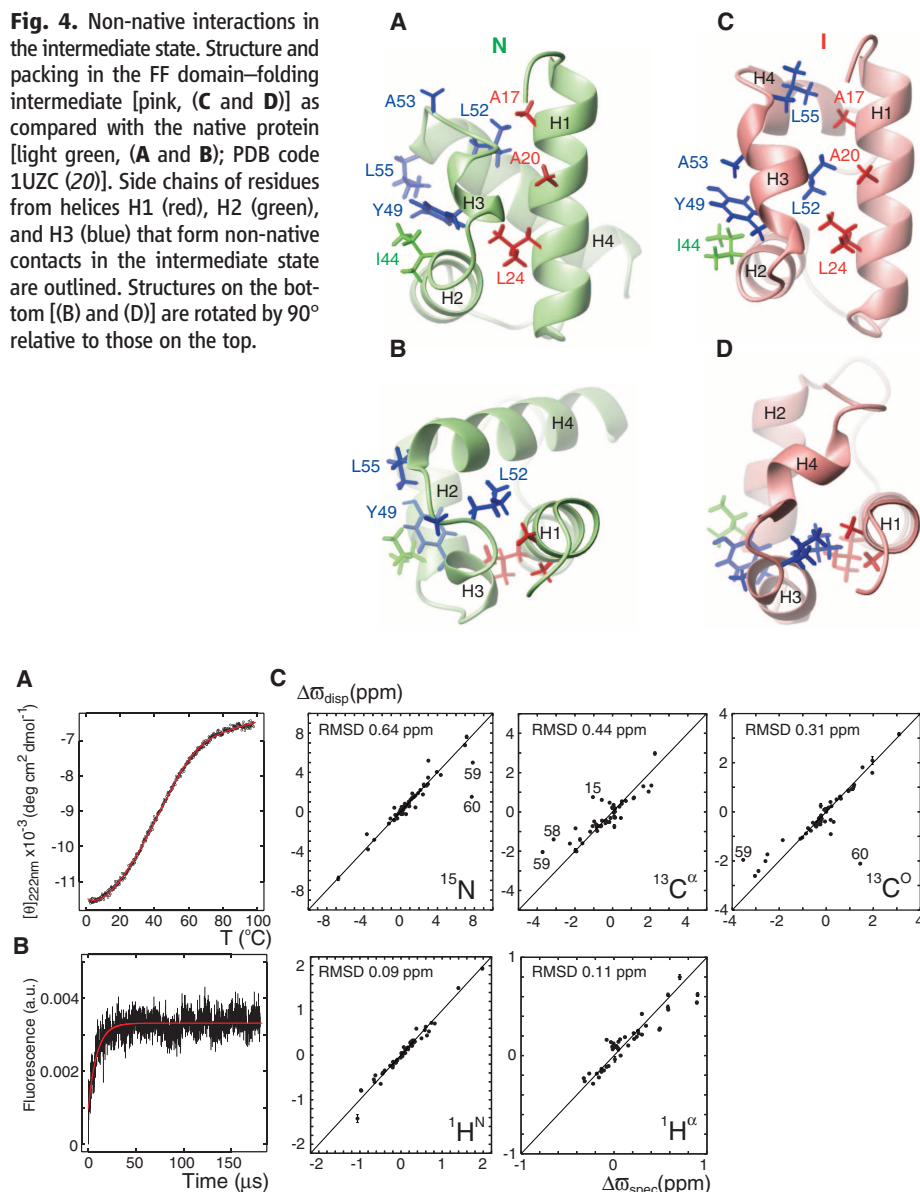 Fig. 4. Non-native interactions in
the intermediate state. Structure and
packing in the FF domain–folding
intermediate [pink, (C and D)] as
compared with the native protein
[light green, (A and B); PDB code
1UZC (20)]. Side chains of residues
from helices H1 (red), H2 (green),
and H3 (blue) that form non-native
contacts in the intermediate state
are outlined. Structures on the bot-
tom [(B) and (D)] are rotated by 90°
relative to those on the top.
A
N
A53
L52
A17
H1
A20
L55
H3
Y49
I44
H2
L24
H4
C
I
H4
L55
A17
H1
A53
A20
H3
Y49
L52
I44
H2
L24
B
H4
L55
H2
L52
Y49
H1
H3
D
H2
H4
H1
H3
A
[θ]222nm x10-3 (deg cm2 dmol-1)
-7
-9
-11
0 20 40 60 80 100
T (°C)
B
Fluorescence (a.u.)
0.004
0.002
0
0 50 100 150
Time (μs)
C
Δϖdisp(ppm)
RMSD 0.64 ppm
8
4
0
-4
-8
-8 -4 0 4 8
59
60
15N
RMSD 0.44 ppm
4
2
0
-2
-4
-4 -2 0 2 4
15
58
59
13Cα
RMSD 0.31 ppm
4
2
0
-2
-4
-4 -2 0 2 4
59
60
13CO
RMSD 0.09 ppm
2
1
0
-1
-2
-2 -1 0 1 2
1HN
RMSD 0.11 ppm
1
0
-1
-1 0 1
1Hα
Δϖspec(ppm)